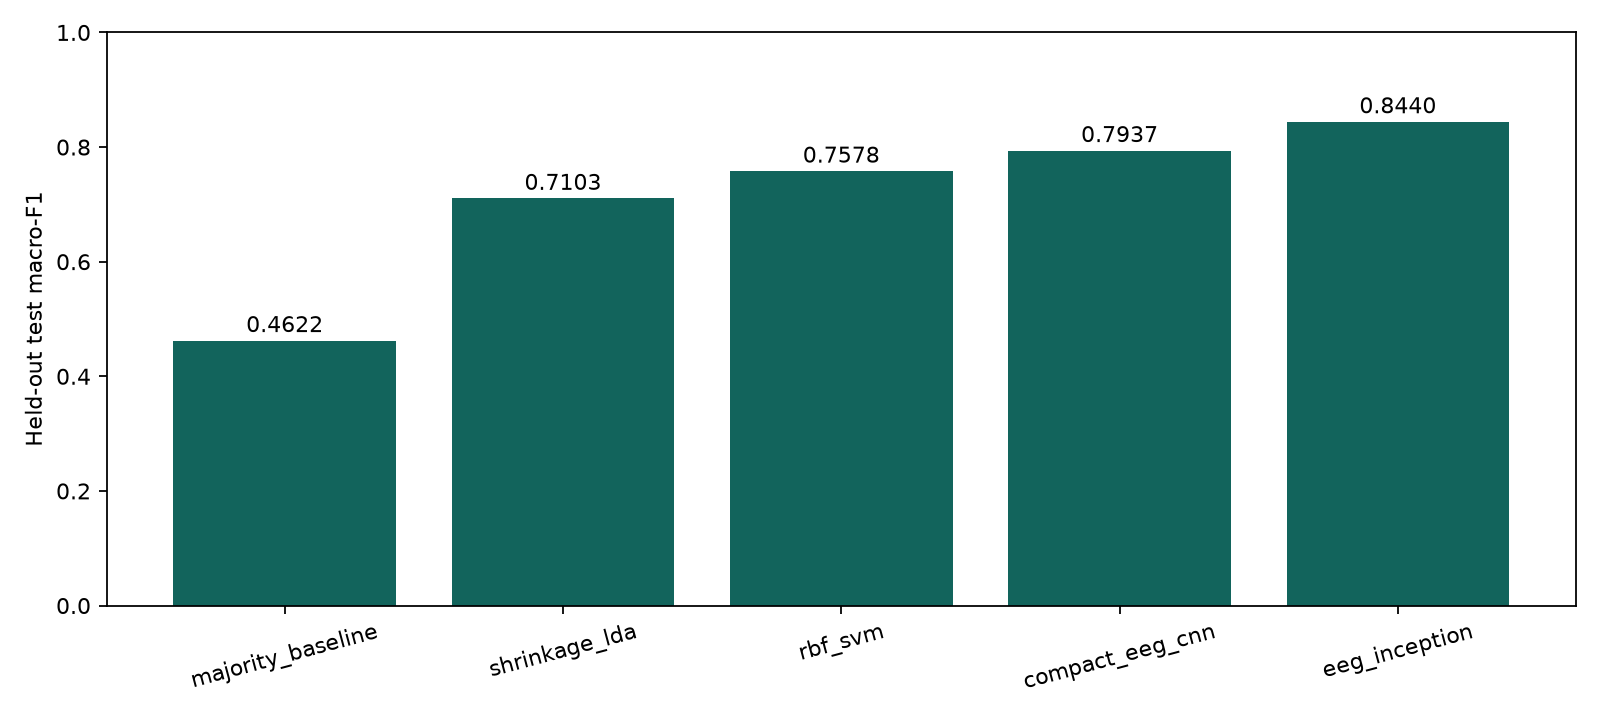 Held-out test macro-F1
1.0
0.8
0.6
0.4
0.2
0.0
0.4622
0.7103
0.7578
0.7937
0.8440
majority_baseline
shrinkage_lda
rbf_svm
compact_eeg_cnn
eeg_inception